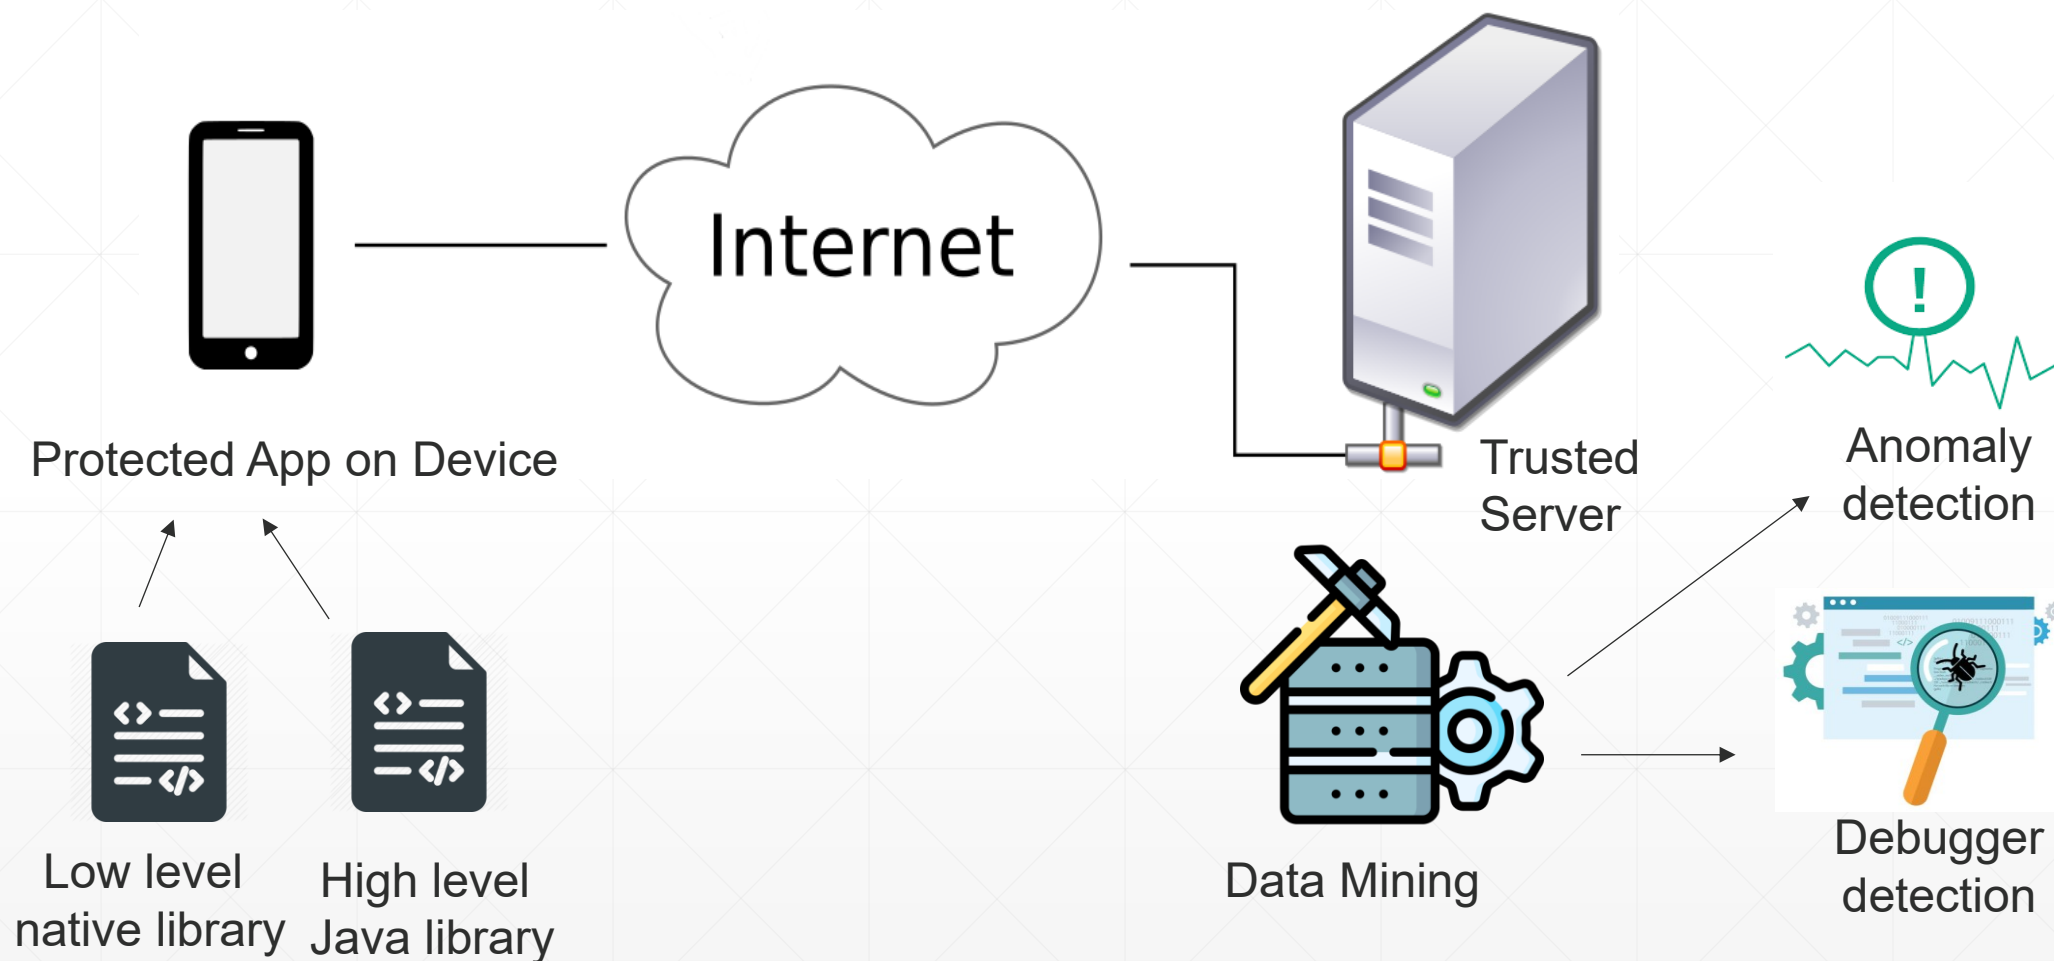 Internet
!
Protected App on Device
Trusted
Server
Anomaly
detection
Low level
native library
High level
Java library
Data Mining
Debugger
detection